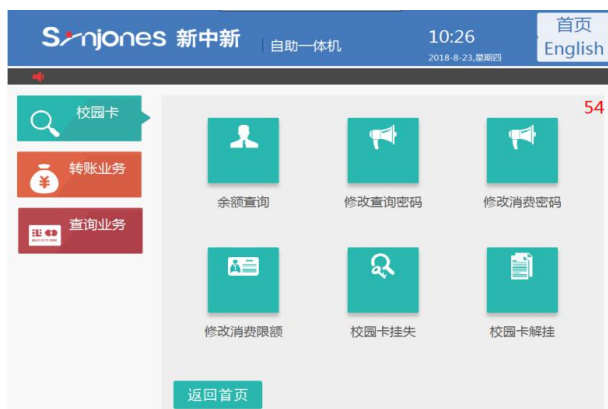 Synjones 新中新
自助一体机
10:26
2018-8-23,星期四
首页
English
54
校园卡
转账业务
查询业务
余额查询
修改查询密码
修改消费密码
修改消费限额
校园卡挂失
校园卡解挂
返回首页